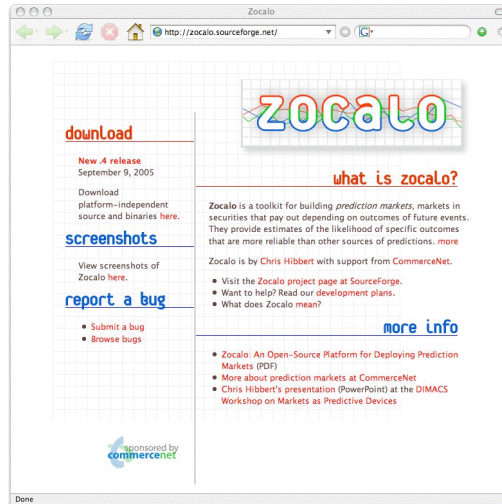 Zocalo
http://zocalo.sourceforge.net/
G
zocalo
download
New .4 release
September 9, 2005
Download
platform-independent
source and binaries here.
screenshots
View screenshots of
Zocalo here.
report a bug
Submit a bug
Browse bugs
what is zocalo?
Zocalo is a toolkit for building prediction markets, markets in
securities that pay out depending on outcomes of future events.
They provide estimates of the likelihood of specific outcomes
that are more reliable than other sources of predictions. more
Zocalo is by Chris Hibbert with support from CommerceNet.
Visit the Zocalo project page at SourceForge.
Want to help? Read our development plans.
What does Zocalo mean?
more info
Zocalo: An Open-Source Platform for Deploying Prediction
Markets (PDF)
More about prediction markets at CommerceNet
Chris Hibbert's presentation (PowerPoint) at the DIMACS
Workshop on Markets as Predictive Devices
sponsored by
commercenet
Done